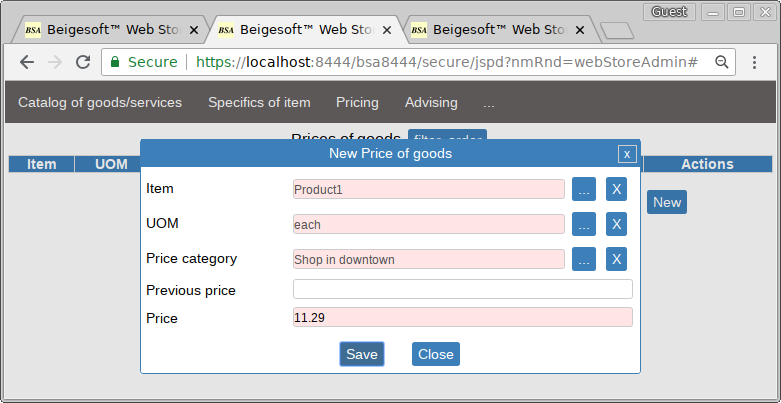 Guest
BSA Beigesoft™ Web Sto BSA Beigesoft™ Web Sto BSA Beigesoft™ Web Sto
Secure https://localhost:8444/bsa8444/secure/jspd?nmRnd=webStoreAdmin#
Catalog of goods/services Specifics of item Pricing Advising ...
Prices of goods filter, order
Item UOM Actions
New Price of goods x
Item Product1 ... X
New
UOM each ... X
Price category Shop in downtown ... X
Previous price
Price 11.29
Save Close